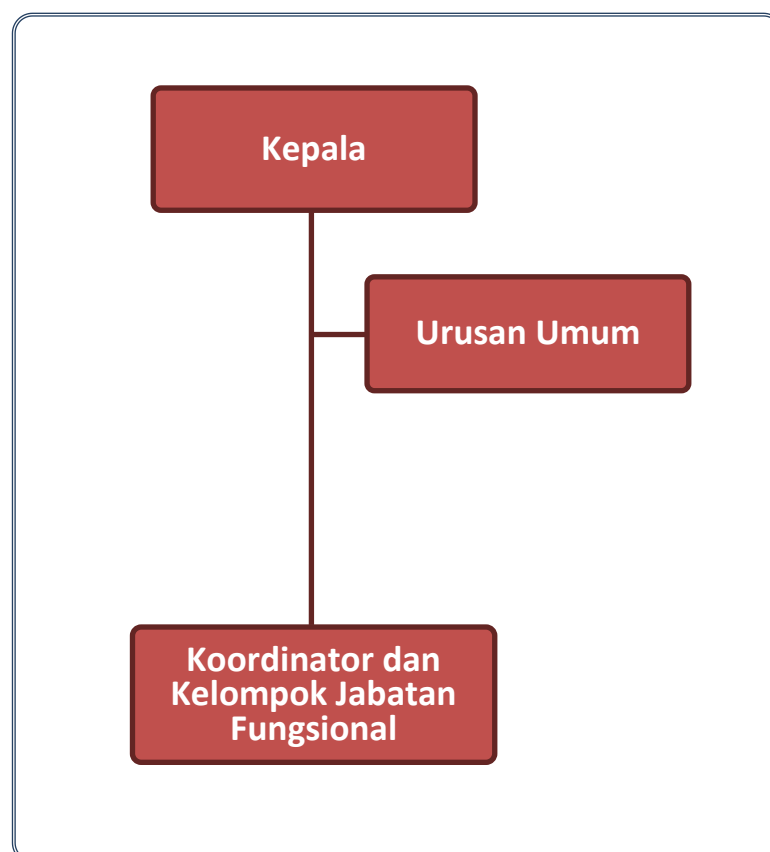 Kepala
Urusan Umum
Koordinator dan
Kelompok Jabatan
Fungsional